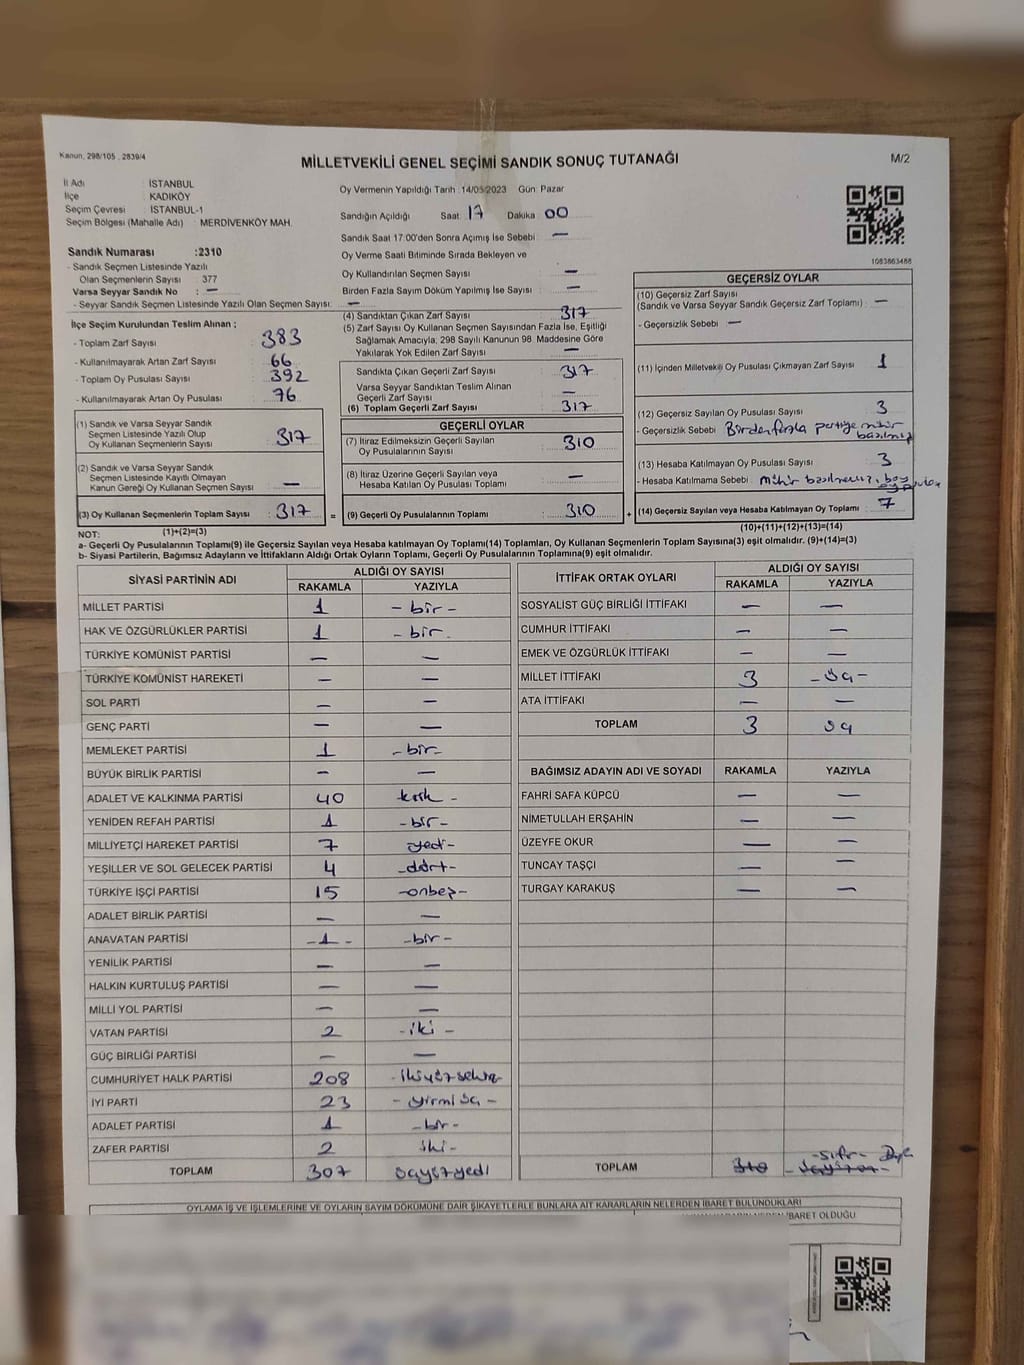 Kanun, 298/105 , 2839/4
MİLLETVEKİLİ GENEL SEÇİMİ SANDIK SONUÇ TUTANAĞI
M/2
İl Adı : İSTANBUL
İlçe : KADIKÖY
Seçim Çevresi : İSTANBUL-1
Seçim Bölgesi (Mahalle Adı) : MERDİVENKÖY MAH.
Sandık Numarası :2310
- Sandık Seçmen Listesinde Yazılı
Olan Seçmenlerin Sayısı : 377
Varsa Seyyar Sandık No : —
- Seyyar Sandık Seçmen Listesinde Yazılı Olan Seçmen Sayısı: —
İlçe Seçim Kurulundan Teslim Alınan ;
- Toplam Zarf Sayısı : 383
- Kullanılmayarak Artan Zarf Sayısı : 66
- Toplam Oy Pusulası Sayısı : 392
- Kullanılmayarak Artan Oy Pusulası : 76
(1) Sandık ve Varsa Seyyar Sandık
Seçmen Listesinde Yazılı Olup
Oy Kullanan Seçmenlerin Sayısı : 317
(2) Sandık ve Varsa Seyyar Sandık
Seçmen Listesinde Kayıtlı Olmayan
Kanun Gereği Oy Kullanan Seçmen Sayısı : —
(3) Oy Kullanan Seçmenlerin Toplam Sayısı : 317
Oy Vermenin Yapıldığı Tarih :14/05/2023 Gün: Pazar
Sandığın Açıldığı Saat: 17 Dakika: 00
Sandık Saat 17:00'den Sonra Açımış İse Sebebi: —
Oy Verme Saati Bitiminde Sırada Bekleyen ve
Oy Kullandırılan Seçmen Sayısı : —
Birden Fazla Sayım Döküm Yapılmış İse Sayısı : —
(4) Sandıktan Çıkan Zarf Sayısı : 317
(5) Zarf Sayısı Oy Kullanan Seçmen Sayısından Fazla İse, Eşitliği
Sağlamak Amacıyla, 298 Sayılı Kanunun 98. Maddesine Göre
Yakılarak Yok Edilen Zarf Sayısı : —
Sandıkta Çıkan Geçerli Zarf Sayısı : 317
Varsa Seyyar Sandıktan Teslim Alınan
Geçerli Zarf Sayısı :
(6) Toplam Geçerli Zarf Sayısı : 317
GEÇERLİ OYLAR
(7) İtiraz Edilmeksizin Geçerli Sayılan
Oy Pusulalarının Sayısı : 310
(8) İtiraz Üzerine Geçerli Sayılan veya
Hesaba Katılan Oy Pusulası Toplamı : —
= (9) Geçerli Oy Pusulalarının Toplamı : 310 +
1083863488
GEÇERSİZ OYLAR
(10) Geçersiz Zarf Sayısı
(Sandık ve Varsa Seyyar Sandık Geçersiz Zarf Toplamı) : —
- Geçersizlik Sebebi : —
(11) İçinden Milletvekili Oy Pusulası Çıkmayan Zarf Sayısı : 1
(12) Geçersiz Sayılan Oy Pusulası Sayısı : 3
- Geçersizlik Sebebi : Birden fazla partiye mühür
basılmış
(13) Hesaba Katılmayan Oy Pusulası Sayısı : 3
- Hesaba Katılmama Sebebi : mühür basılmamış, boş
oy pusulası
(14) Geçersiz Sayılan veya Hesaba Katılmayan Oy Toplamı : 7
NOT: (1)+(2)=(3) (10)+(11)+(12)+(13)=(14)
a- Geçerli Oy Pusulalarının Toplamı(9) ile Geçersiz Sayılan veya Hesaba katılmayan Oy Toplamı(14) Toplamları, Oy Kullanan Seçmenlerin Toplam Sayısına(3) eşit olmalıdır. (9)+(14)=(3)
b- Siyasi Partilerin, Bağımsız Adayların ve İttifakların Aldığı Ortak Oyların Toplamı, Geçerli Oy Pusulalarının Toplamına(9) eşit olmalıdır.
SİYASİ PARTİNİN ADI ALDIĞI OY SAYISI
RAKAMLA YAZIYLA
MİLLET PARTİSİ 1 - bir -
HAK VE ÖZGÜRLÜKLER PARTİSİ 1 - bir.
TÜRKİYE KOMÜNİST PARTİSİ — —
TÜRKİYE KOMÜNİST HAREKETİ — —
SOL PARTİ — —
GENÇ PARTİ — —
MEMLEKET PARTİSİ 1 - bir -
BÜYÜK BİRLİK PARTİSİ — —
ADALET VE KALKINMA PARTİSİ 40 kırk -
YENİDEN REFAH PARTİSİ 1 - bir -
MİLLİYETÇİ HAREKET PARTİSİ 7 yedi -
YEŞİLLER VE SOL GELECEK PARTİSİ 4 - dört -
TÜRKİYE İŞÇİ PARTİSİ 15 - onbeş -
ADALET BİRLİK PARTİSİ — —
ANAVATAN PARTİSİ - 1 - - bir -
YENİLİK PARTİSİ — —
HALKIN KURTULUŞ PARTİSİ — —
MİLLİ YOL PARTİSİ — —
VATAN PARTİSİ 2 - iki -
GÜÇ BİRLİĞİ PARTİSİ — —
CUMHURİYET HALK PARTİSİ 208 - ikiyüzsekiz -
İYİ PARTİ 23 - yirmi üç -
ADALET PARTİSİ 1 - bir -
ZAFER PARTİSİ 2 iki -
TOPLAM 307 üçyüzyedi
İTTİFAK ORTAK OYLARI ALDIĞI OY SAYISI
RAKAMLA YAZIYLA
SOSYALİST GÜÇ BİRLİĞİ İTTİFAKI — —
CUMHUR İTTİFAKI — —
EMEK VE ÖZGÜRLÜK İTTİFAKI — —
MİLLET İTTİFAKI 3 - üç -
ATA İTTİFAKI — —
TOPLAM 3 üç
BAĞIMSIZ ADAYIN ADI VE SOYADI RAKAMLA YAZIYLA
FAHRİ SAFA KÜPCÜ — —
NİMETULLAH ERŞAHİN — —
ÜZEYFE OKUR — —
TUNCAY TAŞÇI — —
TURGAY KARAKUŞ — —
- sıfır -
TOPLAM 310 - üçyüzon -
OYLAMA İŞ VE İŞLEMLERİNE VE OYLARIN SAYIM DÖKÜMÜNE DAİR ŞİKAYETLERLE BUNLARA AİT KARARLARIN NELERDEN İBARET BULUNDUKLARI
İBARET OLDUĞU